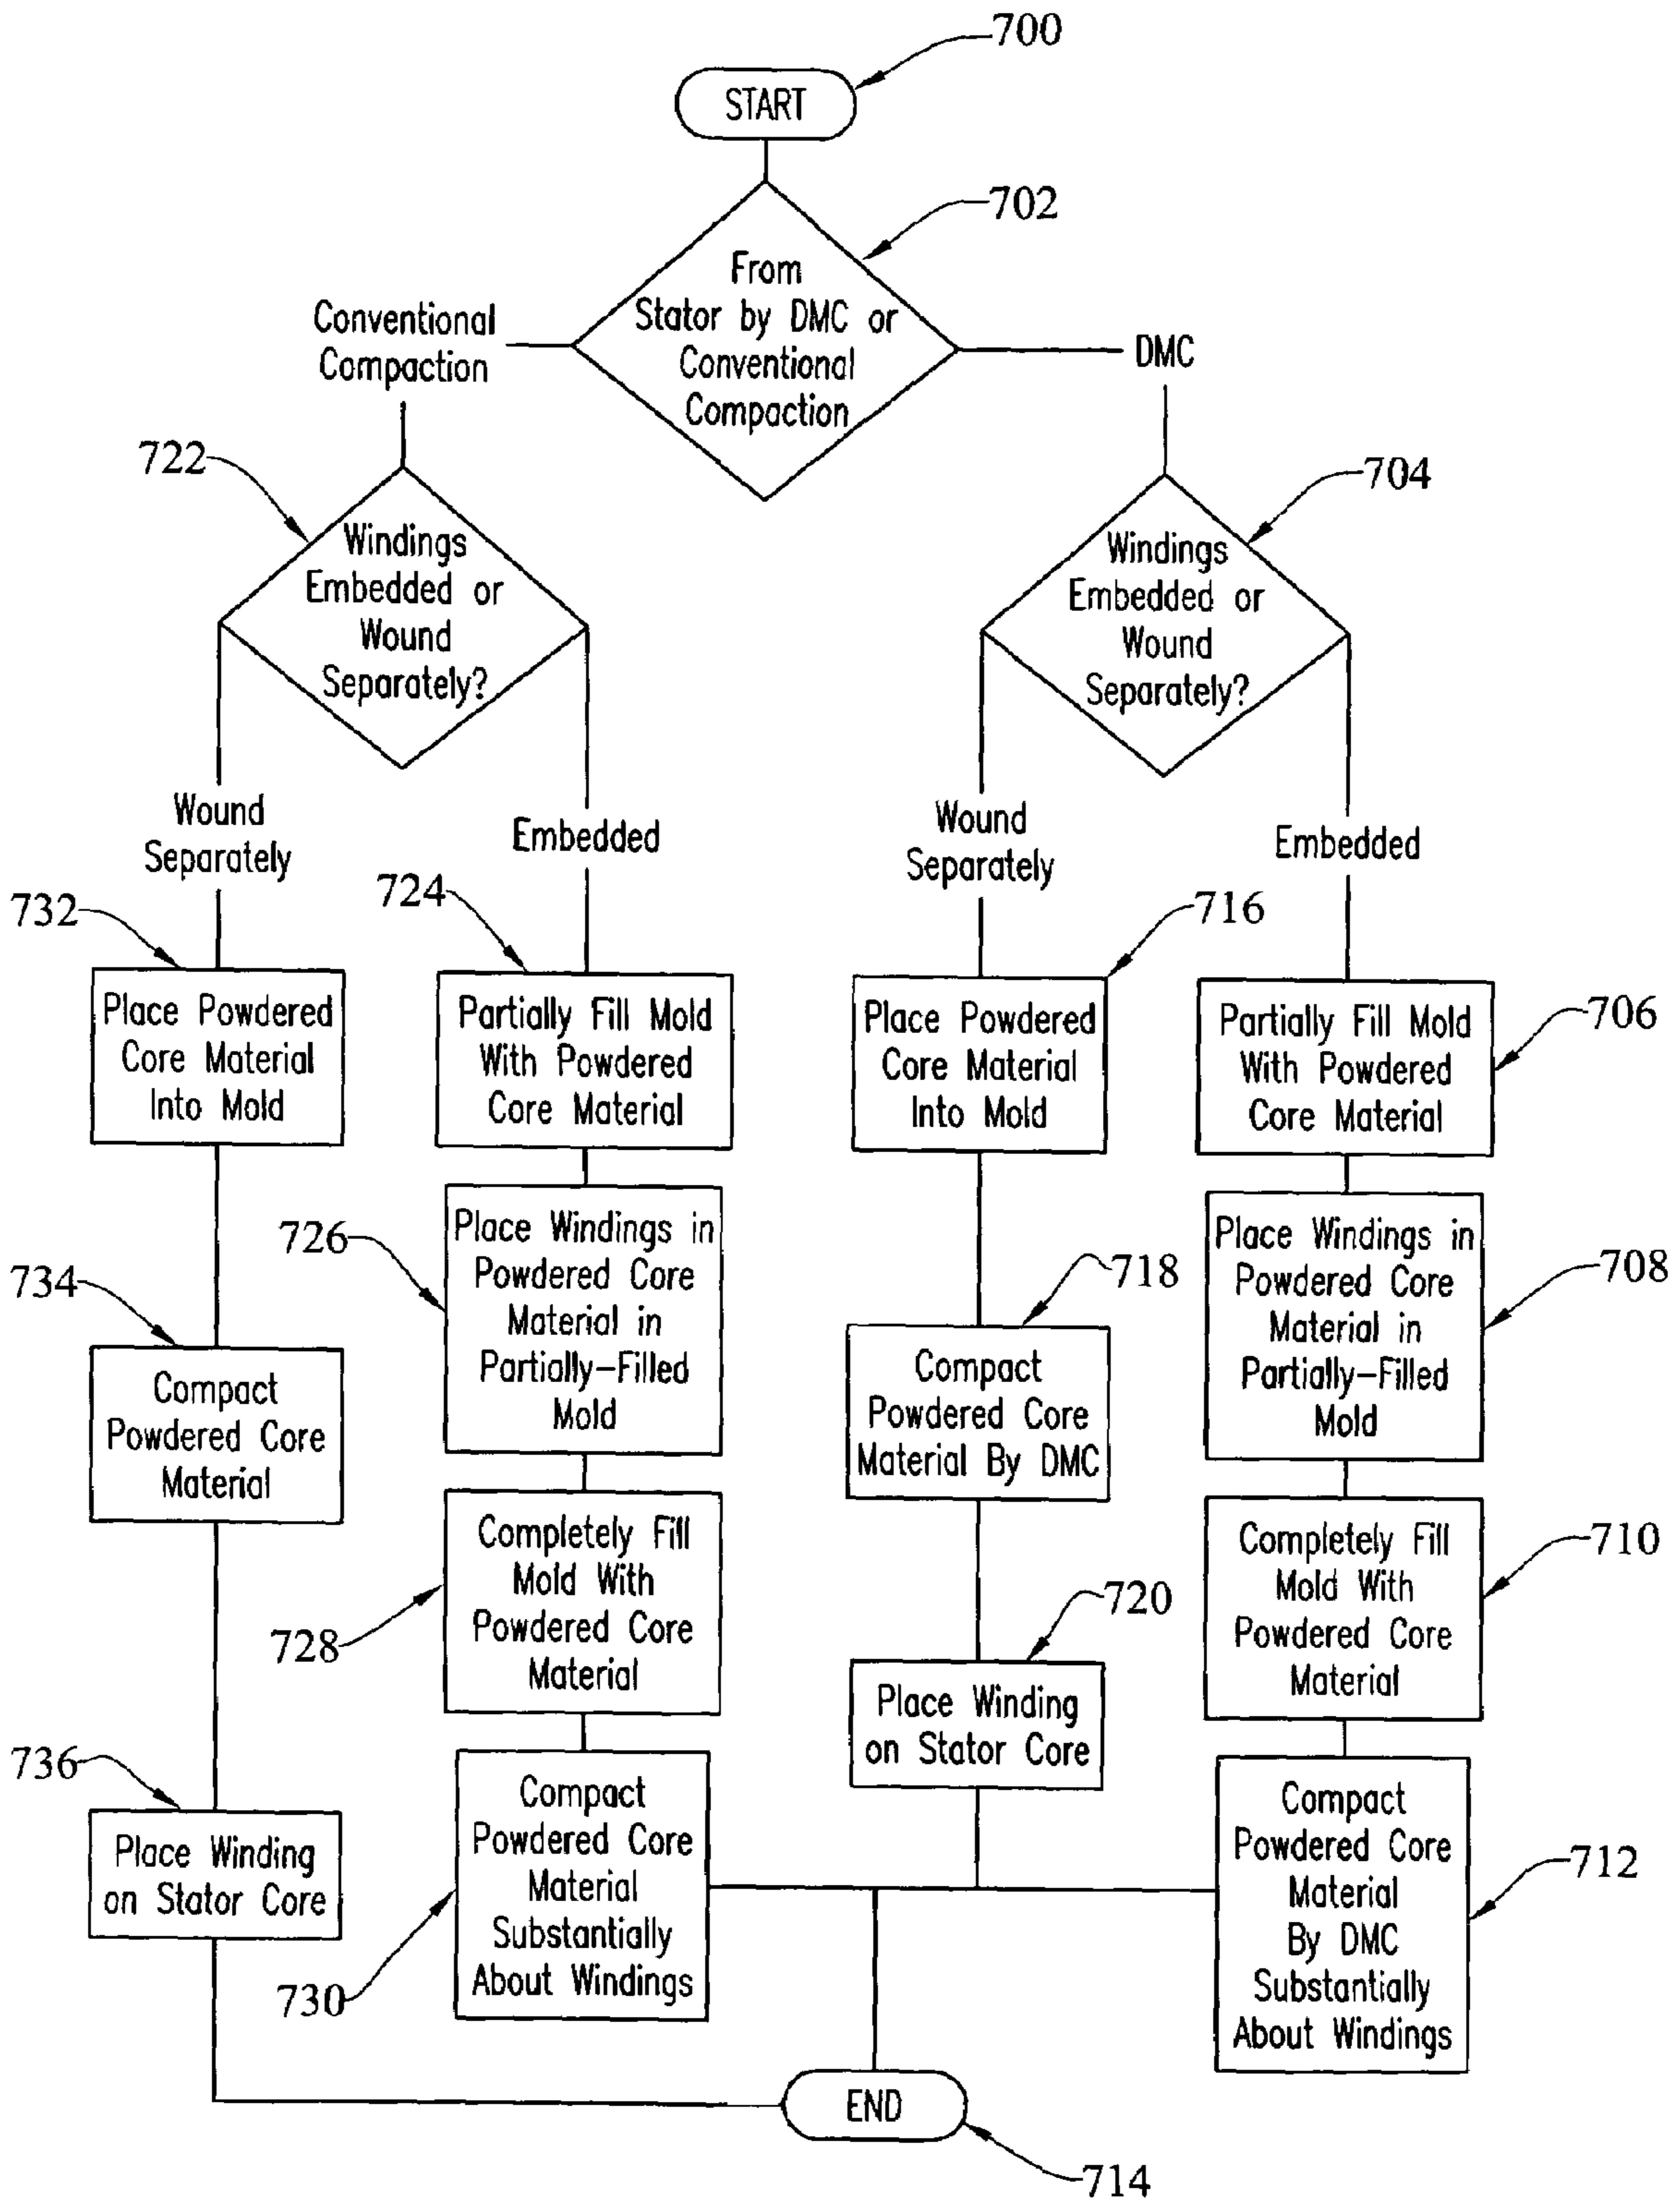 700
START
702
From
Stator by DMC or
Conventional
Compaction
Conventional
Compaction
DMC
722
Windings
Embedded or
Wound
Separately?
704
Windings
Embedded or
Wound
Separately?
Wound
Separately
Embedded
Wound
Separately
Embedded
732
Place Powdered
Core Material
Into Mold
724
Partially Fill Mold
With Powdered
Core Material
716
Place Powdered
Core Material
Into Mold
706
Partially Fill Mold
With Powdered
Core Material
726
Place Windings in
Powdered Core
Material in
Partially-Filled
Mold
708
Place Windings in
Powdered Core
Material in
Partially-Filled
Mold
734
Compact
Powdered Core
Material
718
Compact
Powdered Core
Material By DMC
728
Completely Fill
Mold With
Powdered Core
Material
710
Completely Fill
Mold With
Powdered Core
Material
720
Place Winding
on Stator Core
736
Place Winding
on Stator Core
730
Compact
Powdered Core
Material
Substantially
About Windings
712
Compact
Powdered Core
Material
By DMC
Substantially
About Windings
END
714